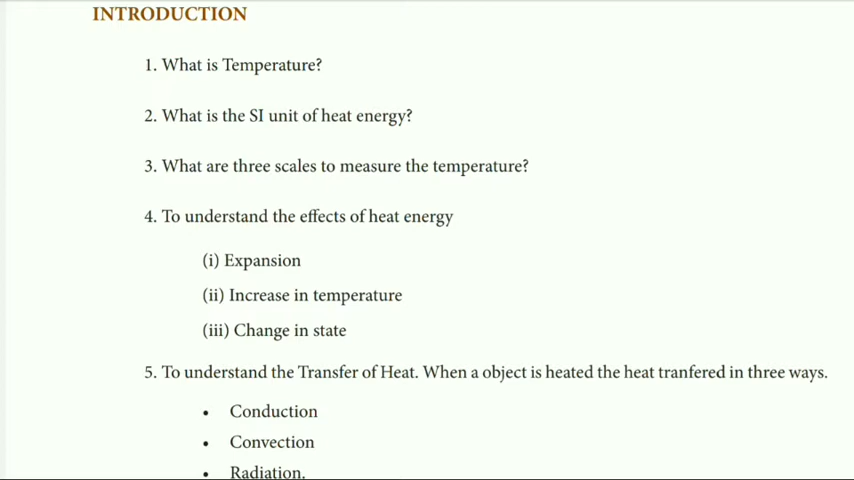 INTRODUCTION
1. What is Temperature?
2. What is the SI unit of heat energy?
3. What are three scales to measure the temperature?
4. To understand the effects of heat energy
(i) Expansion
(ii) Increase in temperature
(iii) Change in state
5. To understand the Transfer of Heat. When a object is heated the heat tranfered in three ways.
• Conduction
• Convection
• Radiation.